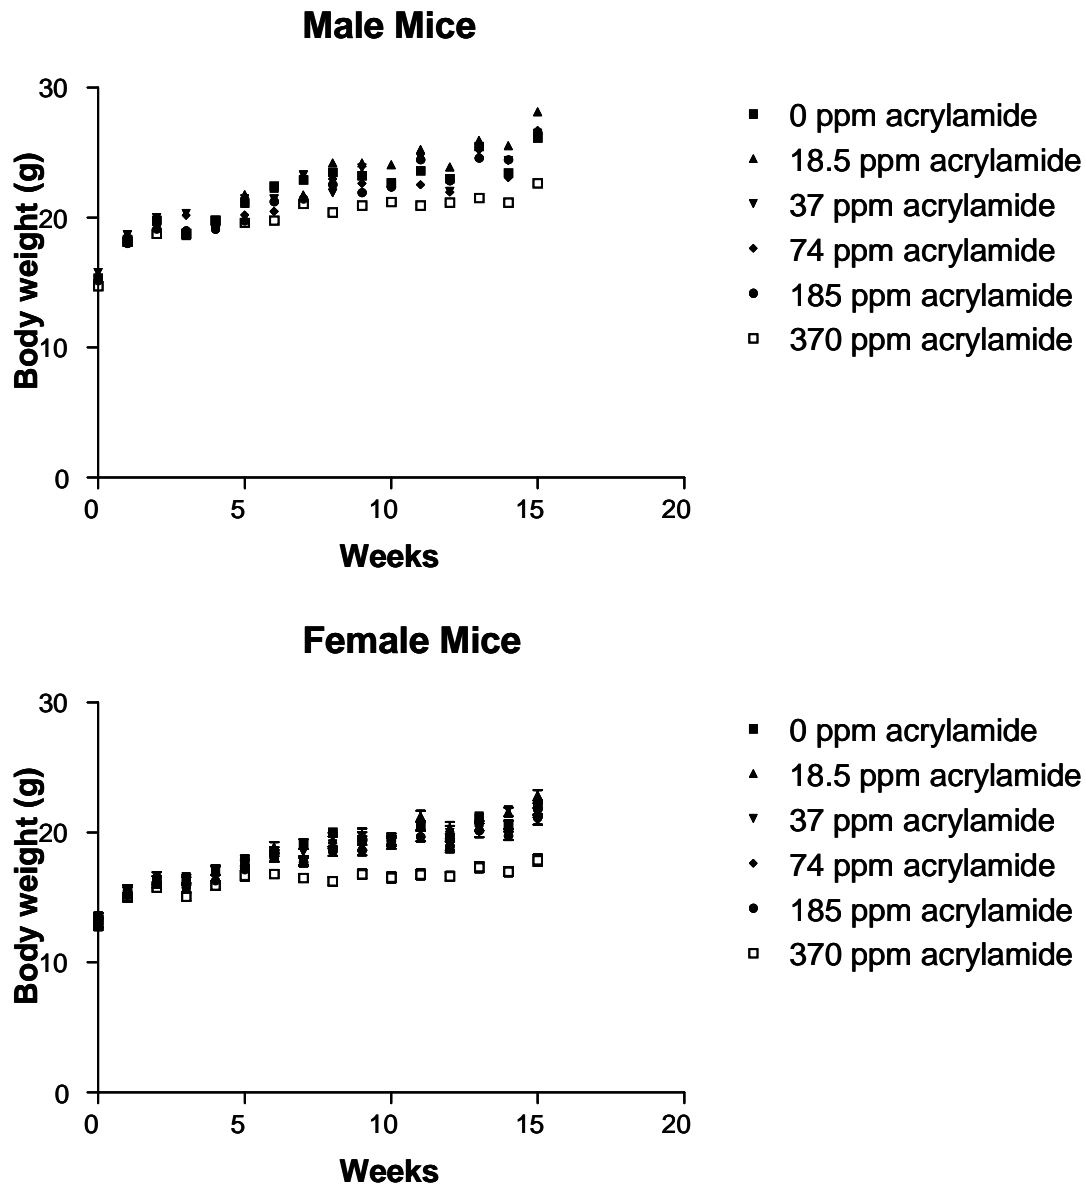 Male Mice
30
20
10
0
Body weight (g)
0 5 10 15 20
Weeks
0 ppm acrylamide
18.5 ppm acrylamide
37 ppm acrylamide
74 ppm acrylamide
185 ppm acrylamide
370 ppm acrylamide
Female Mice
30
20
10
0
Body weight (g)
0 5 10 15 20
Weeks
0 ppm acrylamide
18.5 ppm acrylamide
37 ppm acrylamide
74 ppm acrylamide
185 ppm acrylamide
370 ppm acrylamide